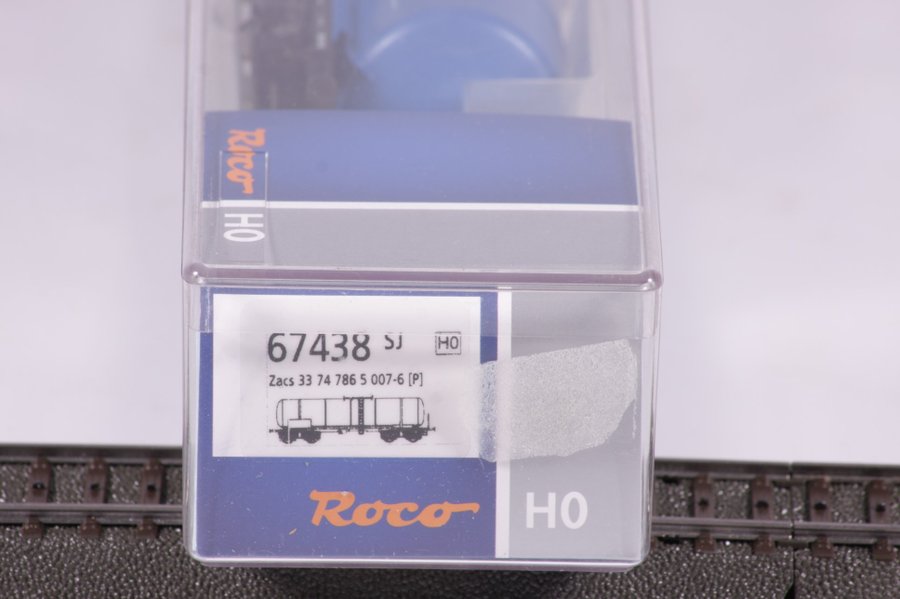 Roco
H0
67438 SJ H0
Zacs 33 74 786 5 007-6 [P]
Roco
H0